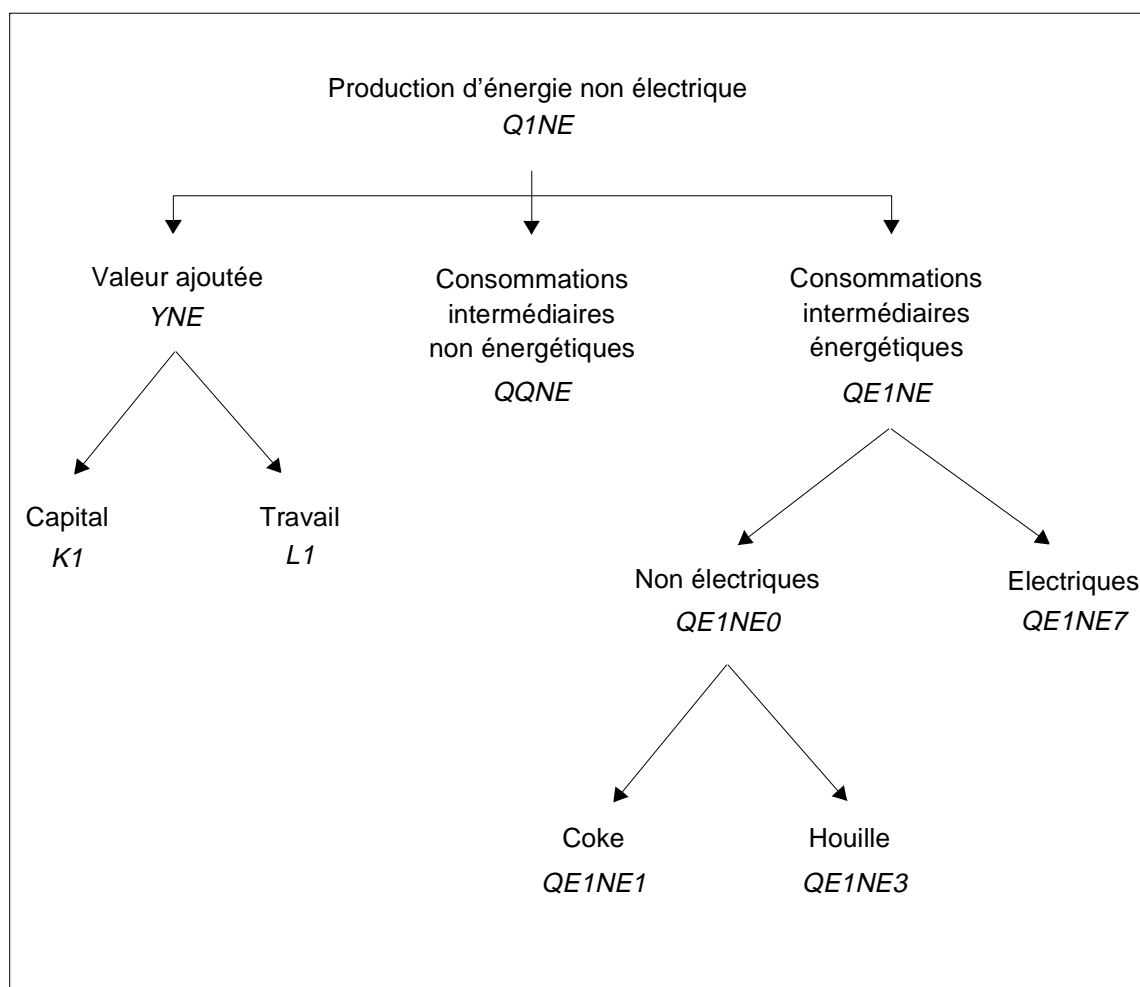 Production d’énergie non électrique
Q1NE
Valeur ajoutée
YNE
Consommations
intermédiaires
non énergétiques
QQNE
Consommations
intermédiaires
énergétiques
QE1NE
Capital
K1
Travail
L1
Non électriques
QE1NE0
Electriques
QE1NE7
Coke
QE1NE1
Houille
QE1NE3